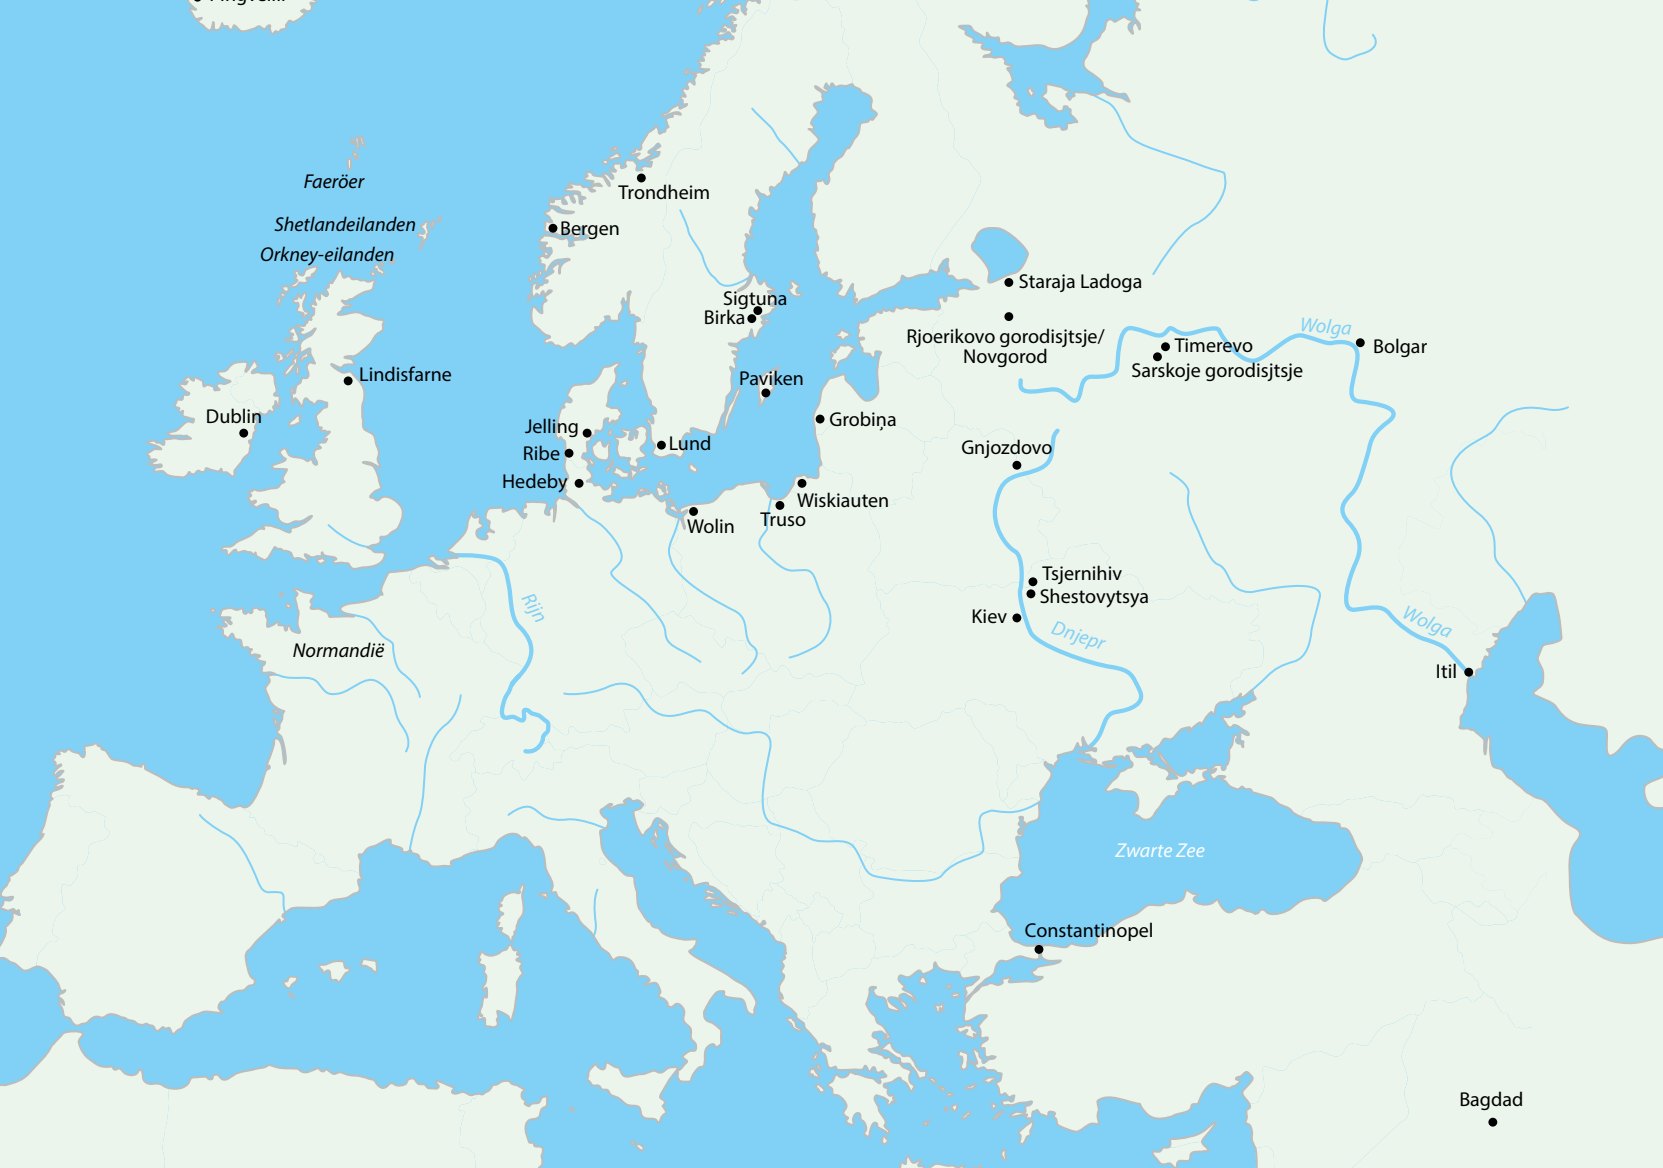 Faeröer
Trondheim
Shetlandeilanden
Bergen
Orkney-eilanden
Staraja Ladoga
Sigtuna
Birka
Rjoerikovo gorodisjtsje/
Novgorod
Wolga
Timerevo
Bolgar
Sarskoje gorodisjtsje
Lindisfarne
Paviken
Dublin
Jelling
Grobiņa
Ribe
Lund
Gnjozdovo
Hedeby
Wiskiauten
Wolin
Truso
Tsjernihiv
Shestovytsya
Rijn
Kiev
Dnjepr
Wolga
Normandië
Itil
Zwarte Zee
Constantinopel
Bagdad